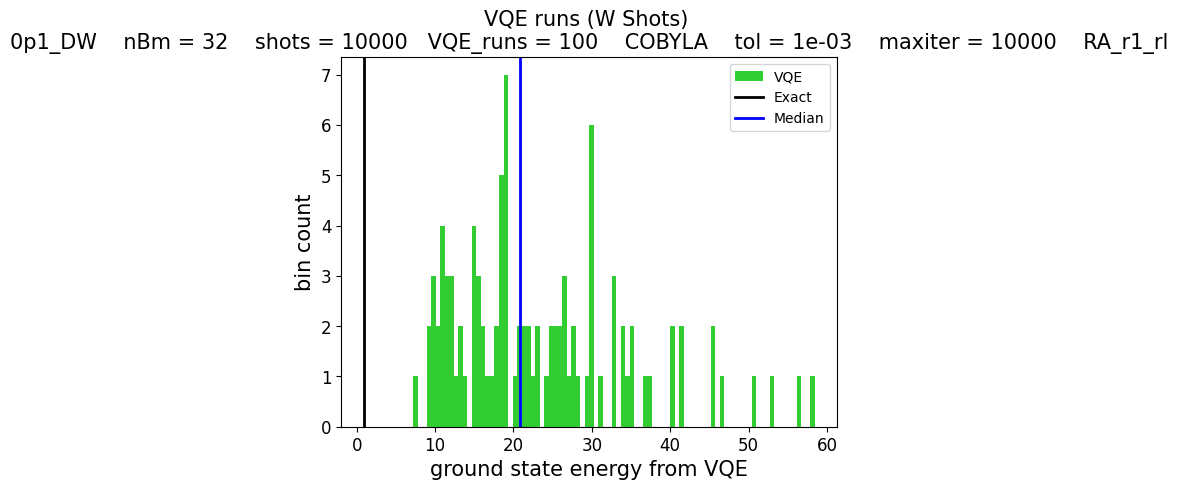 VQE runs (W Shots)
0p1_DW    nBm = 32    shots = 10000   VQE_runs = 100    COBYLA    tol = 1e-03    maxiter = 10000    RA_r1_rl
VQE
Exact
Median
7
6
5
4
3
2
1
0
bin count
0 10 20 30 40 50 60
ground state energy from VQE